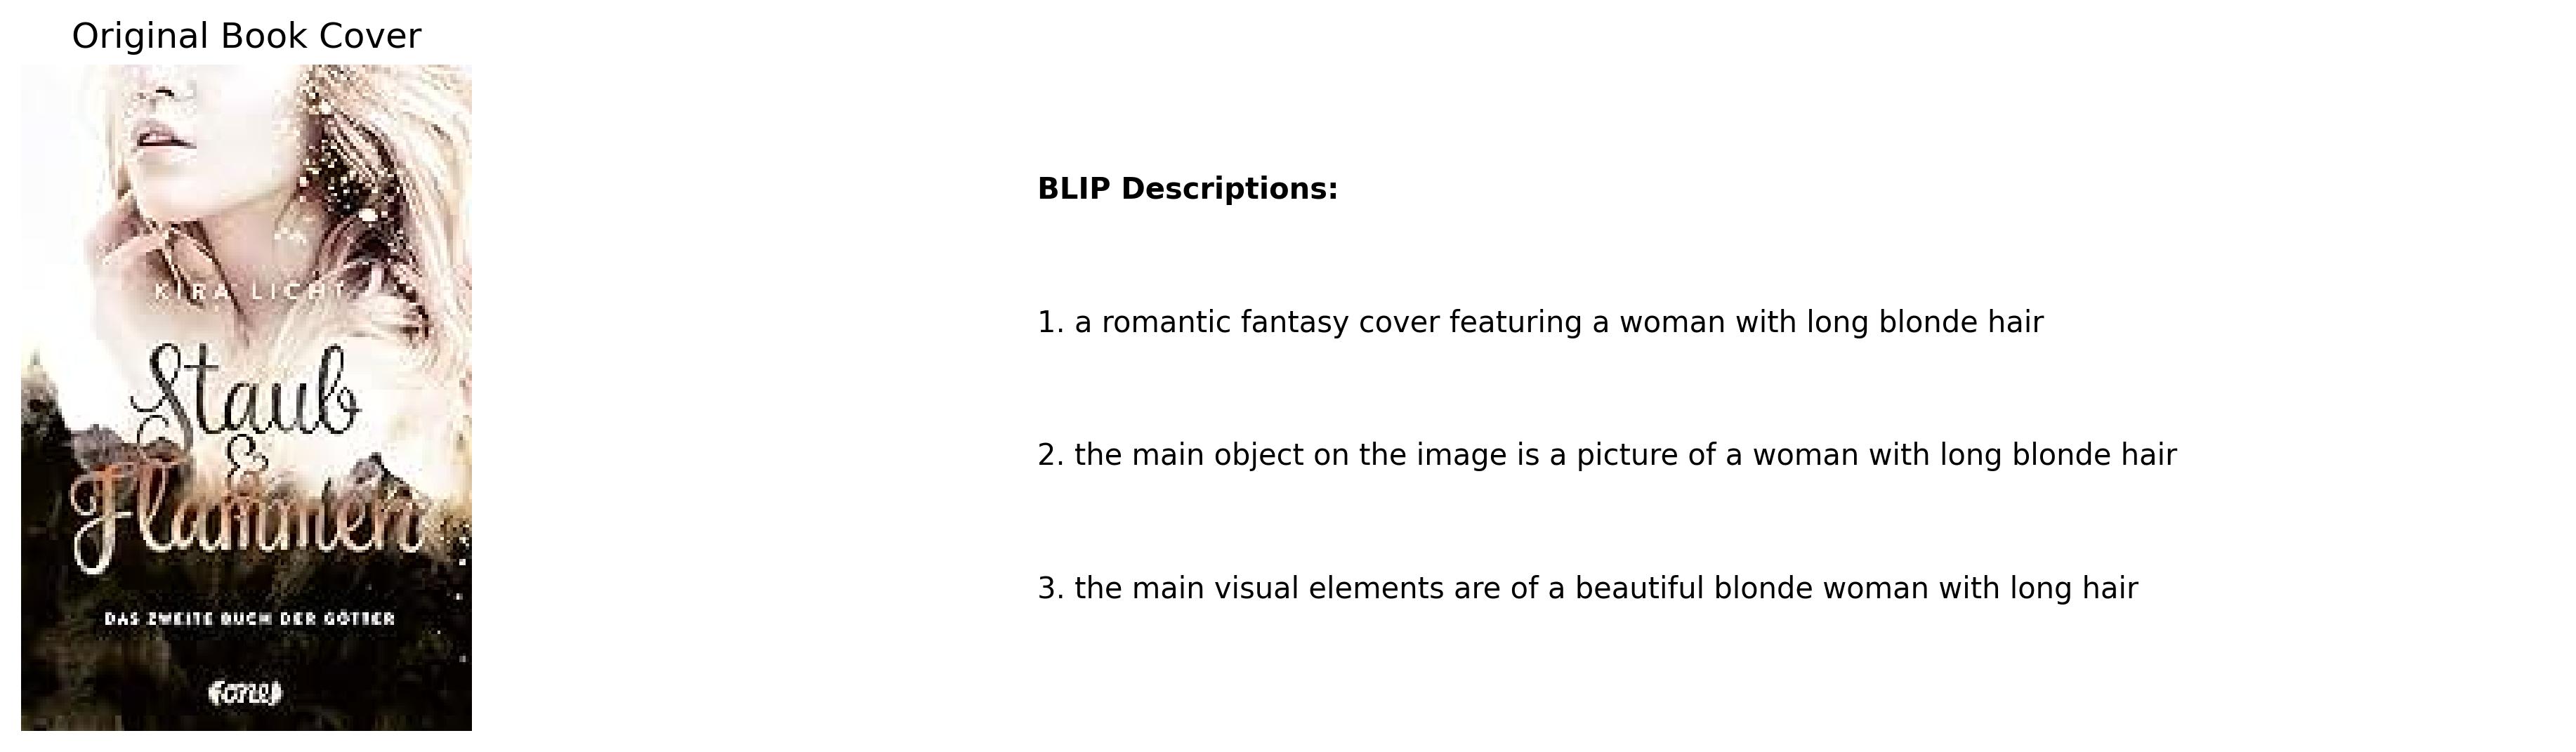 Original Book Cover
KIRA LICHT
Staub
&
Flammen
DAS ZWEITE BUCH DER GÖTTER
one
BLIP Descriptions:
1. a romantic fantasy cover featuring a woman with long blonde hair
2. the main object on the image is a picture of a woman with long blonde hair
3. the main visual elements are of a beautiful blonde woman with long hair